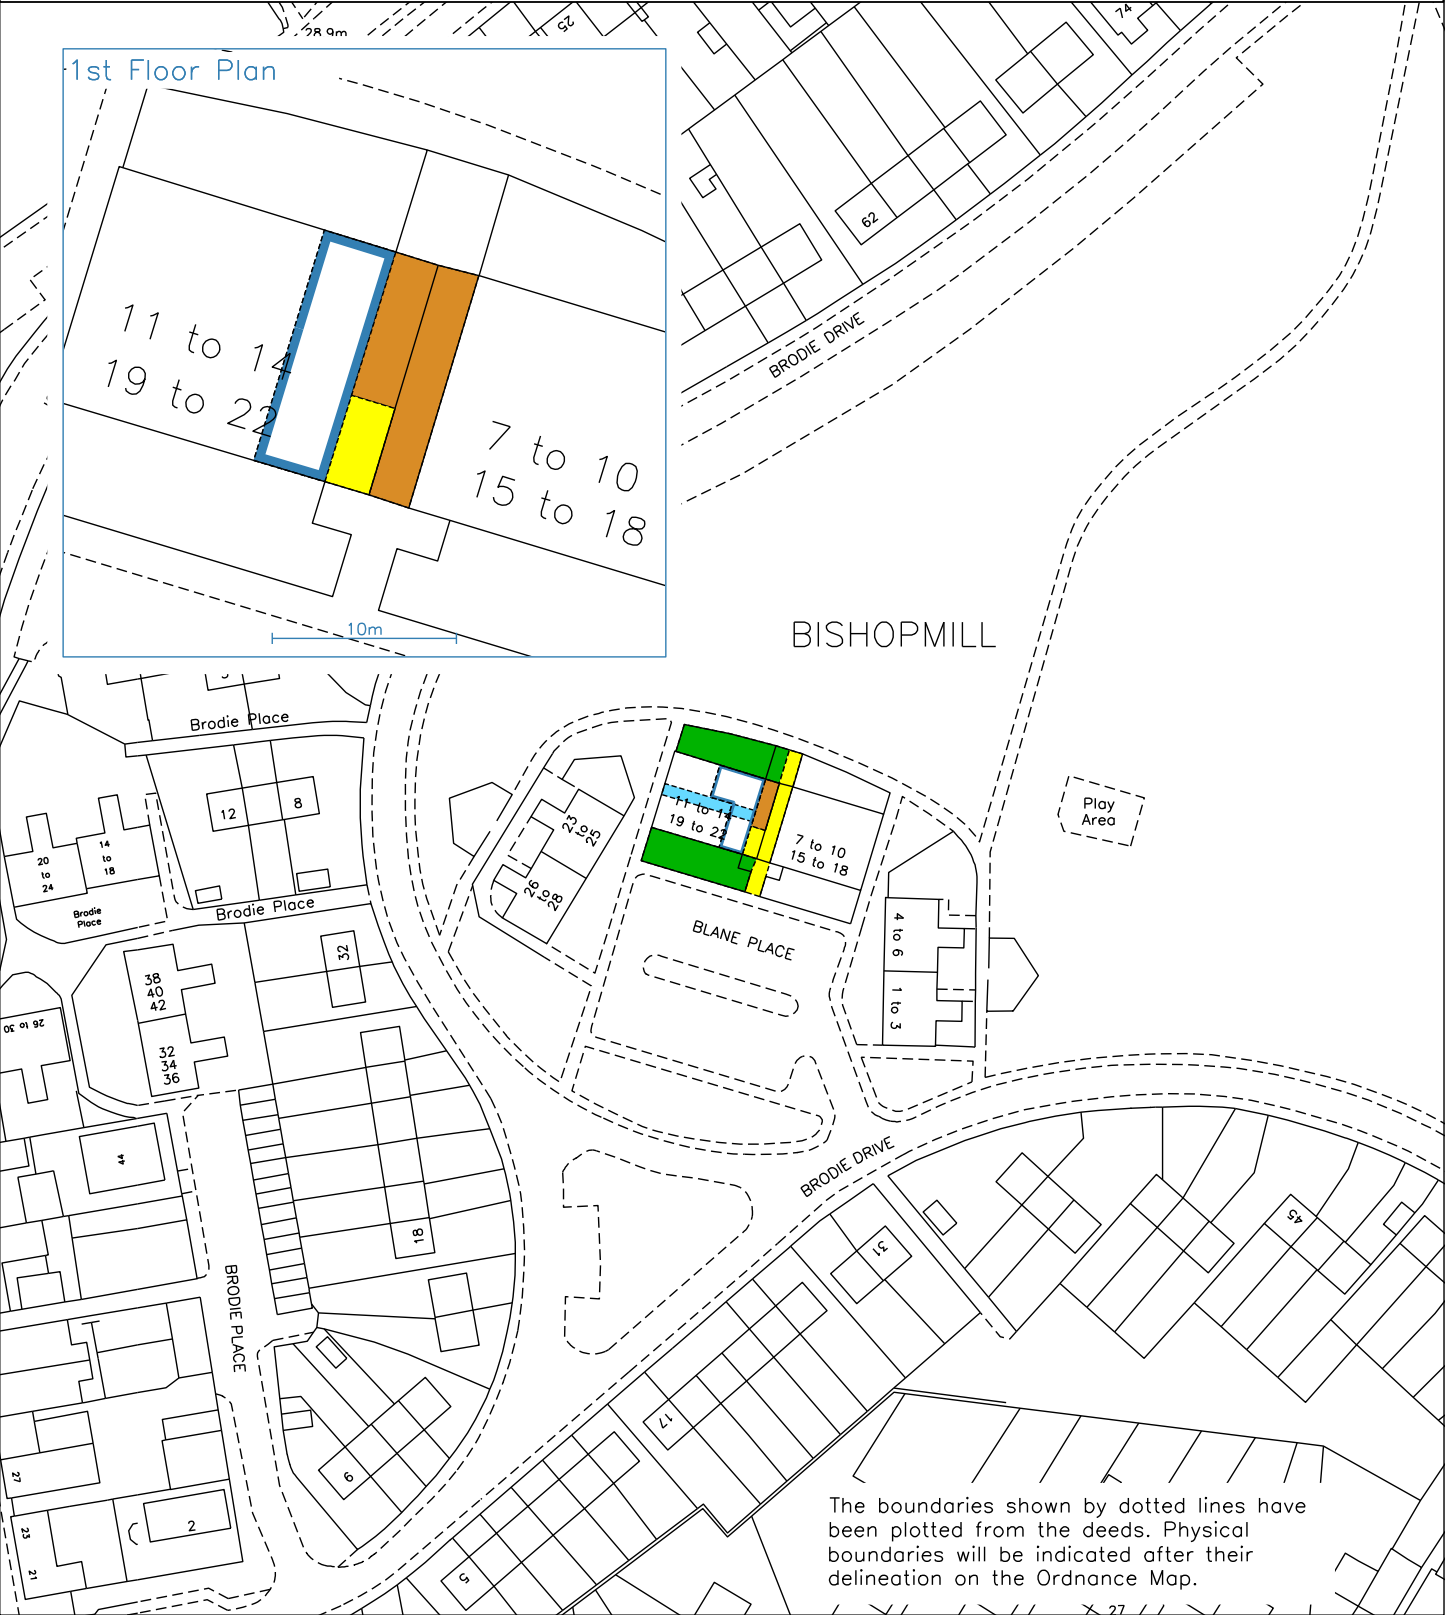 25
28.9m
74
1st Floor Plan
62
11 to 14
19 to 22
7 to 10
15 to 18
10m
BRODIE DRIVE
BISHOPMILL
Brodie Place
12
8
20
to
24
14
to
18
Brodie
Place
Brodie Place
23
to
25
26
to
28
11 to 14
19 to 22
7 to 10
15 to 18
Play
Area
BLANE PLACE
4 to 6
1 to 3
32
38
40
42
32
34
36
26 to 30
44
18
BRODIE DRIVE
31
45
BRODIE PLACE
17
6
27
23
21
2
5
The boundaries shown by dotted lines have
been plotted from the deeds. Physical
boundaries will be indicated after their
delineation on the Ordnance Map.
27